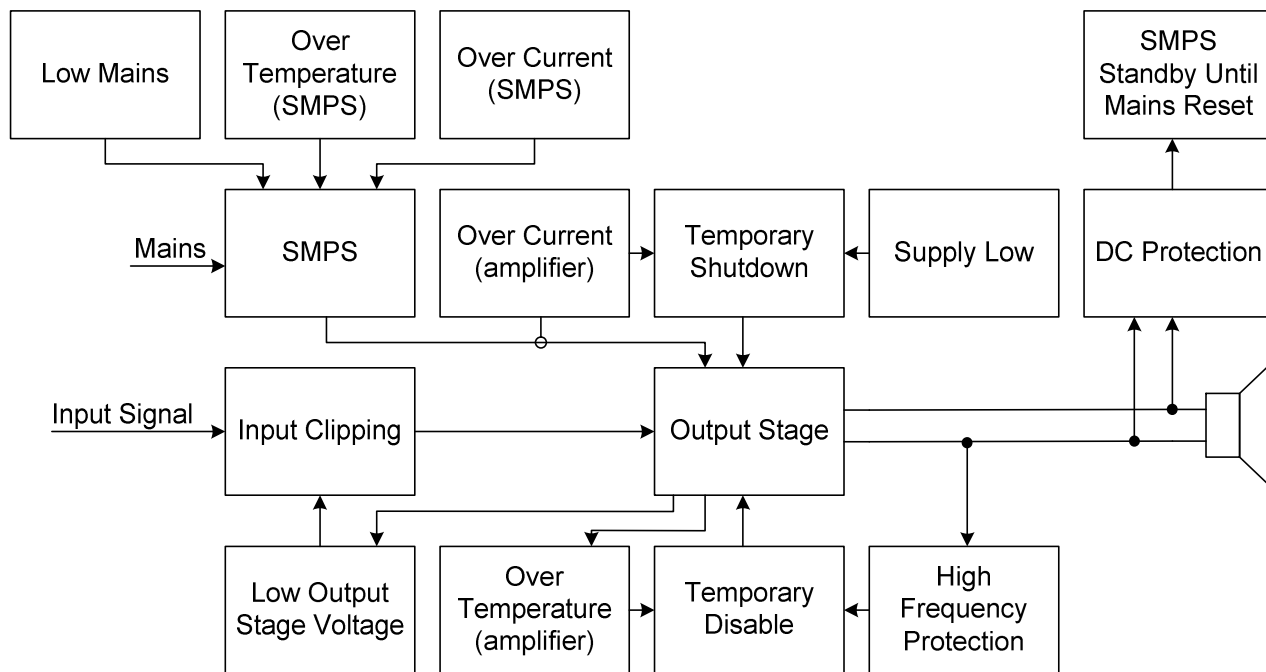 Low Mains
Over
Temperature
(SMPS)
Over Current
(SMPS)
SMPS
Standby Until
Mains Reset
Mains
SMPS
Over Current
(amplifier)
Temporary
Shutdown
Supply Low
DC Protection
Input Signal
Input Clipping
Output Stage
Low Output
Stage Voltage
Over
Temperature
(amplifier)
Temporary
Disable
High
Frequency
Protection